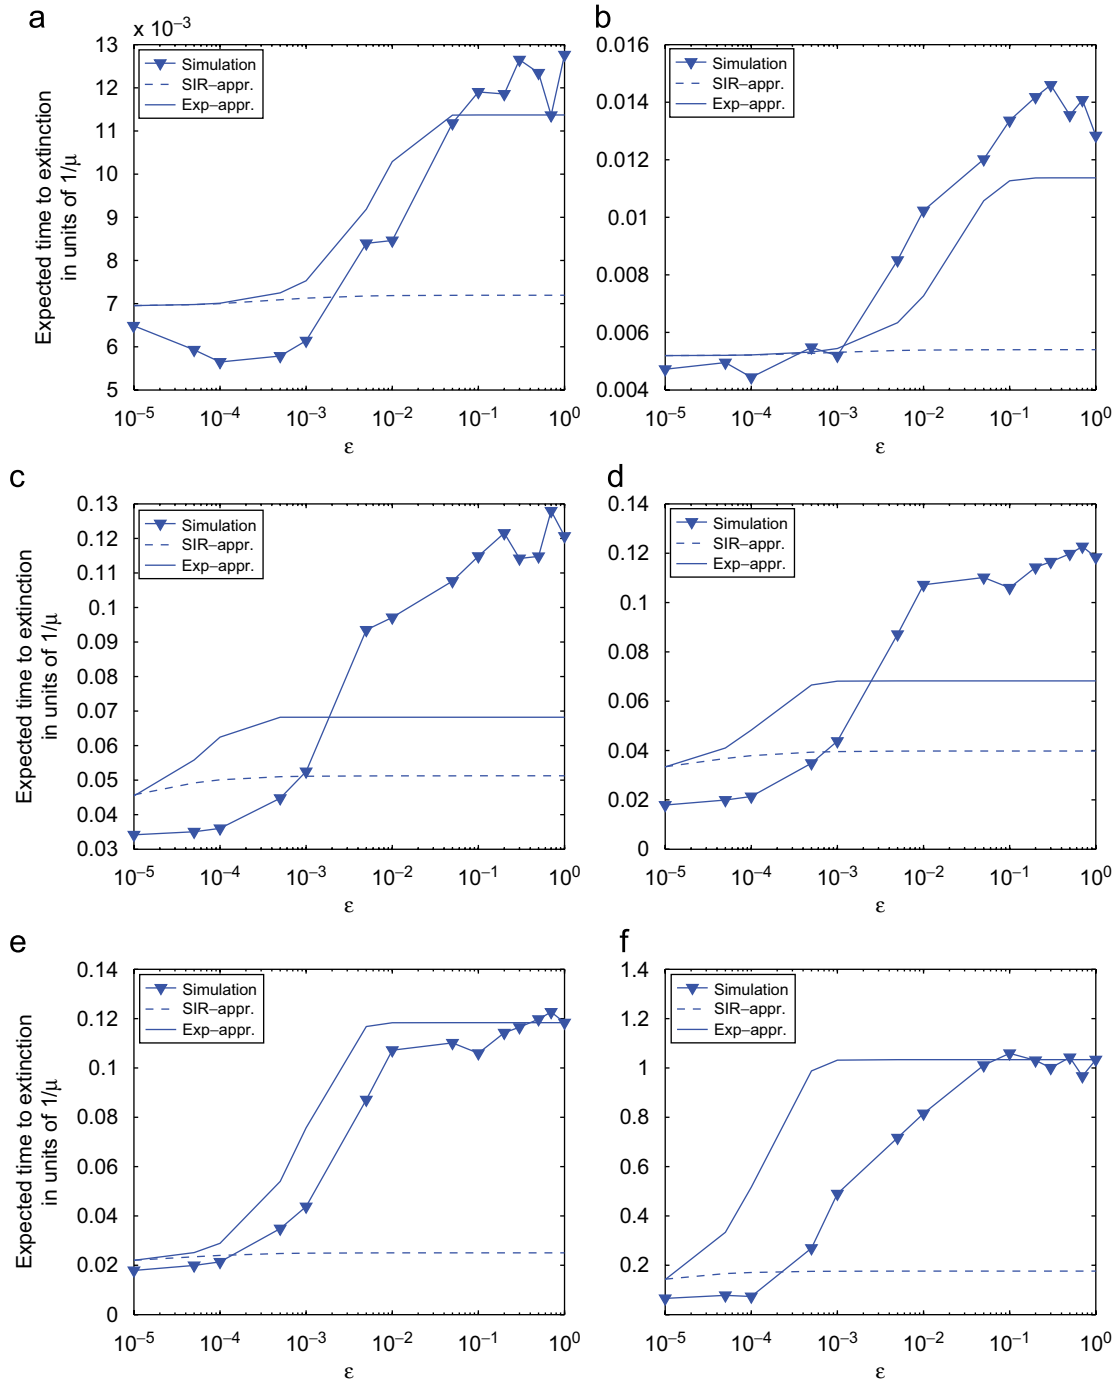 a
× 10⁻³
13
12
11
10
9
8
7
6
5
Simulation
SIR–appr.
Exp–appr.
Expected time to extinction
in units of 1/μ
10⁻⁵ 10⁻⁴ 10⁻³ 10⁻² 10⁻¹ 10⁰
ε
b
0.016
0.014
0.012
0.01
0.008
0.006
0.004
Simulation
SIR–appr.
Exp–appr.
10⁻⁵ 10⁻⁴ 10⁻³ 10⁻² 10⁻¹ 10⁰
ε
c
0.13
0.12
0.11
0.1
0.09
0.08
0.07
0.06
0.05
0.04
0.03
Simulation
SIR–appr.
Exp–appr.
Expected time to extinction
in units of 1/μ
10⁻⁵ 10⁻⁴ 10⁻³ 10⁻² 10⁻¹ 10⁰
ε
d
0.14
0.12
0.1
0.08
0.06
0.04
0.02
0
Simulation
SIR–appr.
Exp–appr.
10⁻⁵ 10⁻⁴ 10⁻³ 10⁻² 10⁻¹ 10⁰
ε
e
0.14
0.12
0.1
0.08
0.06
0.04
0.02
0
Simulation
SIR–appr.
Exp–appr.
Expected time to extinction
in units of 1/μ
10⁻⁵ 10⁻⁴ 10⁻³ 10⁻² 10⁻¹ 10⁰
ε
f
1.4
1.2
1.0
0.8
0.6
0.4
0.2
0
Simulation
SIR–appr.
Exp–appr.
10⁻⁵ 10⁻⁴ 10⁻³ 10⁻² 10⁻¹ 10⁰
ε